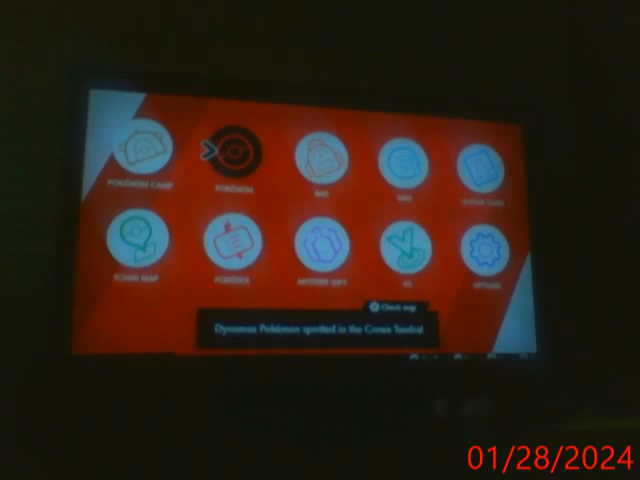 POKÉMON CAMP
POKÉMON
BAG
SAVE
LEAGUE CARD
TOWN MAP
POKÉDEX
MYSTERY GIFT
VS
OPTIONS
Check map
Dynamax Pokémon spotted in the Crown Tundra!
01/28/2024